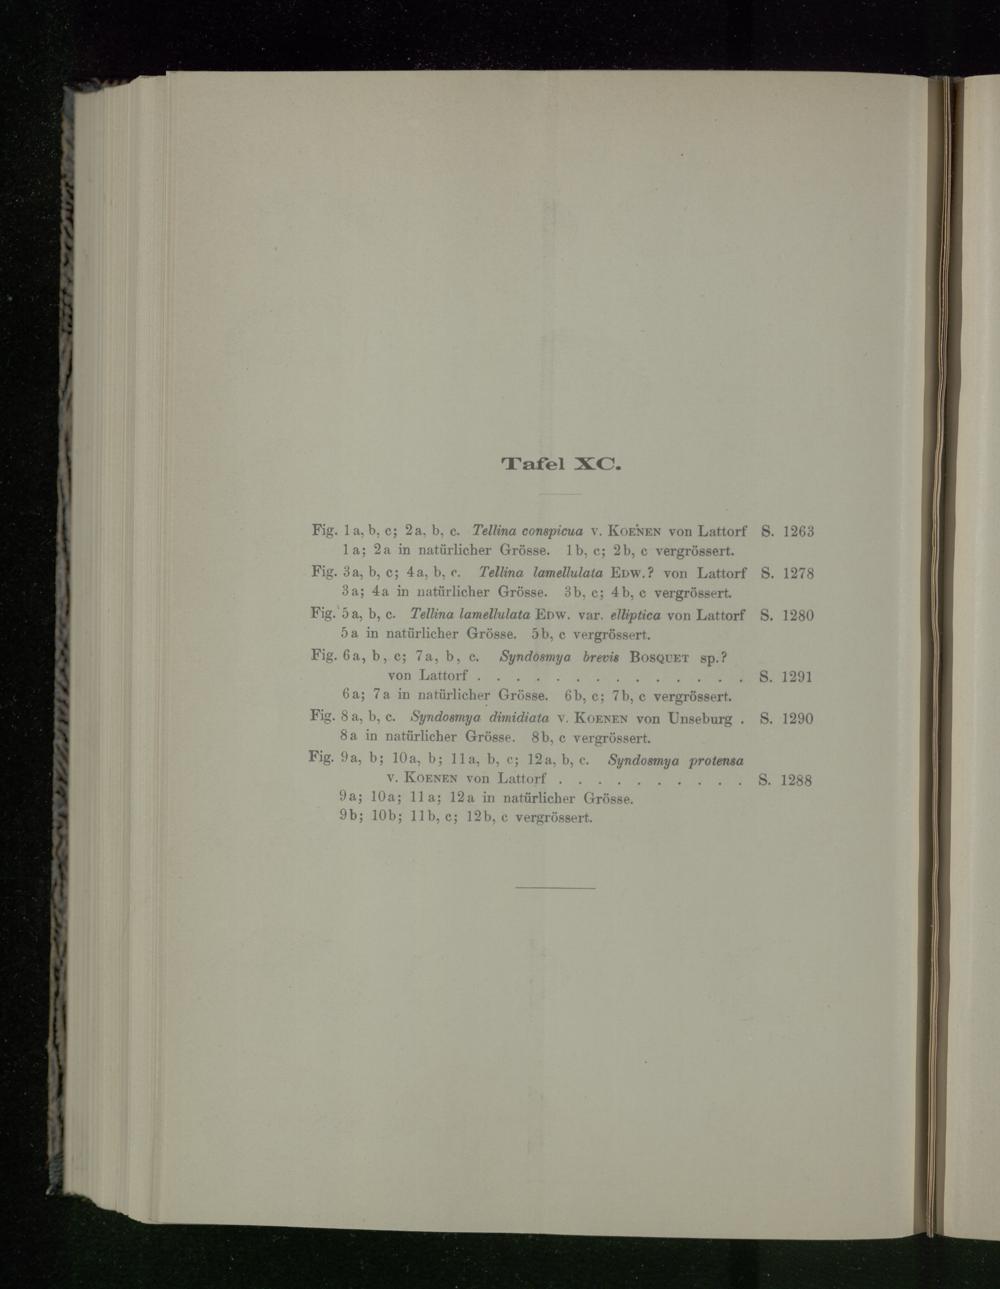 Tafel XC.
Fig. 1a, b, c; 2a, b, c. Tellina conspicua v. Koenen von Lattorf S. 1263
1a; 2a in natürlicher Grösse. 1b, c; 2b, c vergrössert.
Fig. 3a, b, c; 4a, b, c. Tellina lamellulata Edw.? von Lattorf S. 1278
3a; 4a in natürlicher Grösse. 3b, c; 4b, c vergrössert.
Fig. 5a, b, c. Tellina lamellulata Edw. var. elliptica von Lattorf S. 1280
5a in natürlicher Grösse. 5b, c vergrössert.
Fig. 6a, b, c; 7a, b, c. Syndosmya brevis Bosquet sp.?
von Lattorf . . . . . . . . . . . . . . S. 1291
6a; 7a in natürlicher Grösse. 6b, c; 7b, c vergrössert.
Fig. 8a, b, c. Syndosmya dimidiata v. Koenen von Unseburg . S. 1290
8a in natürlicher Grösse. 8b, c vergrössert.
Fig. 9a, b; 10a, b; 11a, b, c; 12a, b, c. Syndosmya protensa
v. Koenen von Lattorf . . . . . . . . . . S. 1288
9a; 10a; 11a; 12a in natürlicher Grösse.
9b; 10b; 11b, c; 12b, c vergrössert.